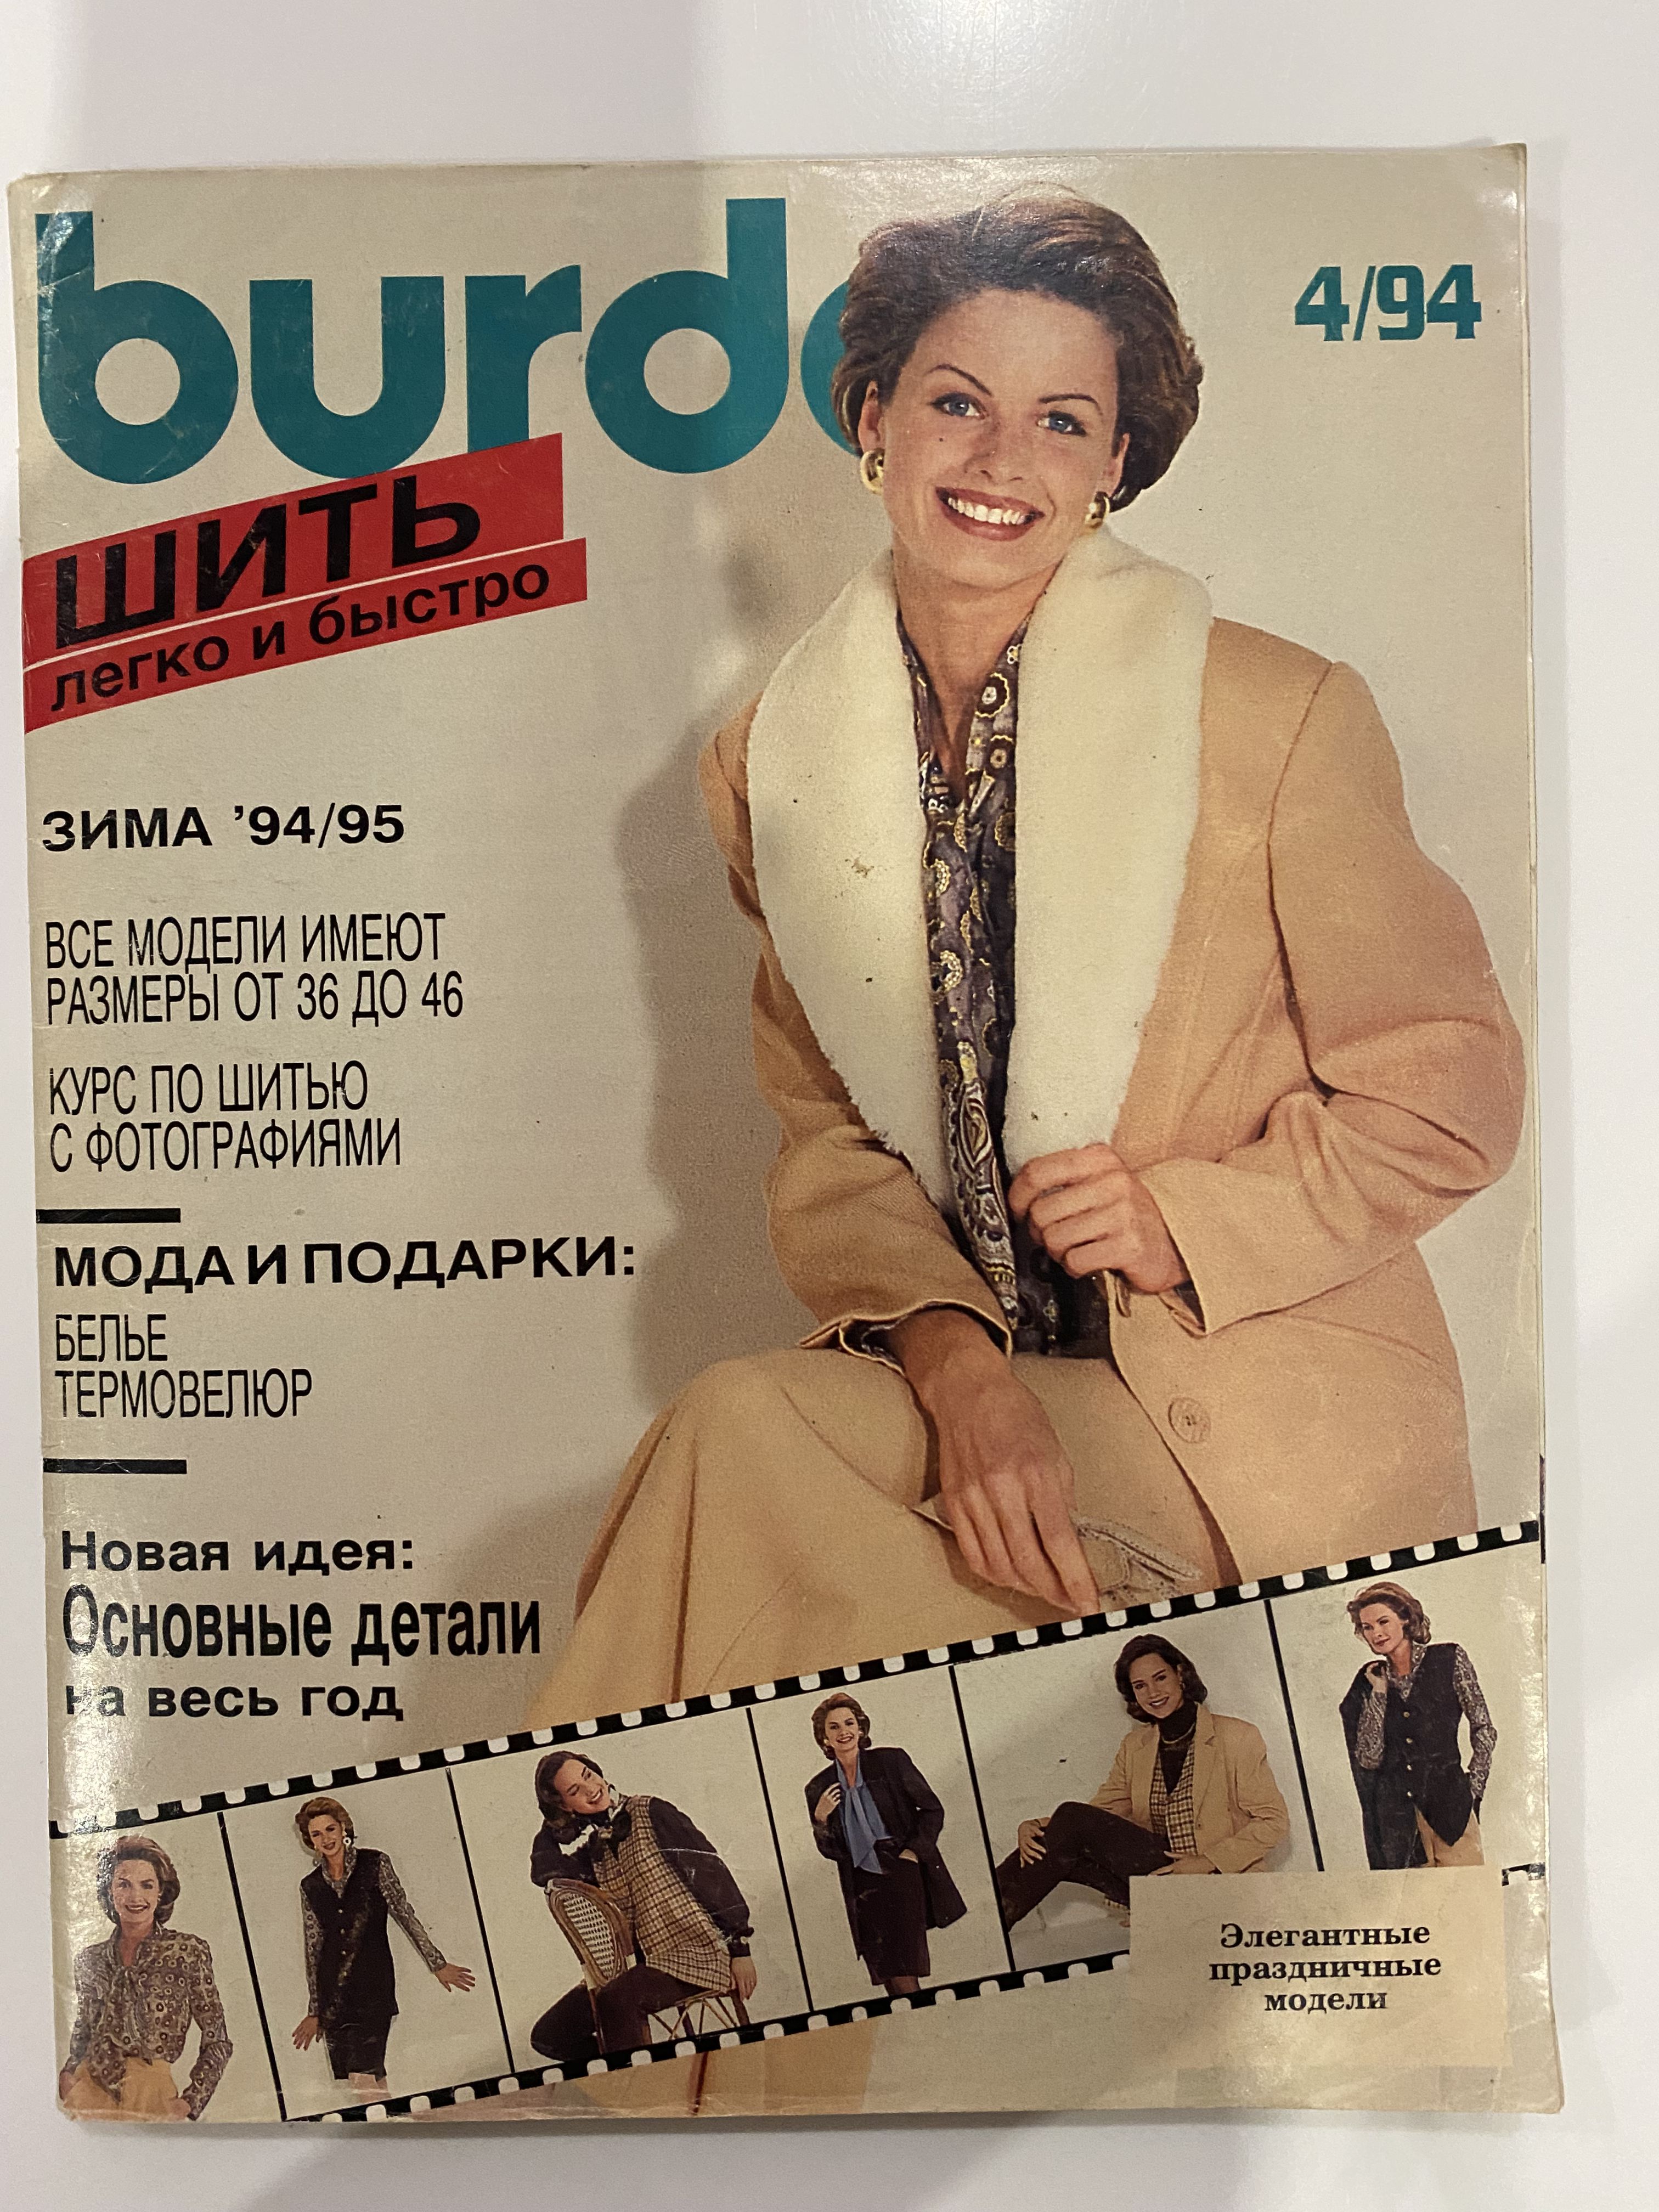 burda
4/94
ШИТЬ
легко и быстро
ЗИМА '94/95
ВСЕ МОДЕЛИ ИМЕЮТ
РАЗМЕРЫ ОТ 36 ДО 46
КУРС ПО ШИТЬЮ
С ФОТОГРАФИЯМИ
МОДА И ПОДАРКИ:
БЕЛЬЕ
ТЕРМОВЕЛЮР
Новая идея:
Основные детали
на весь год
Элегантные
праздничные
модели